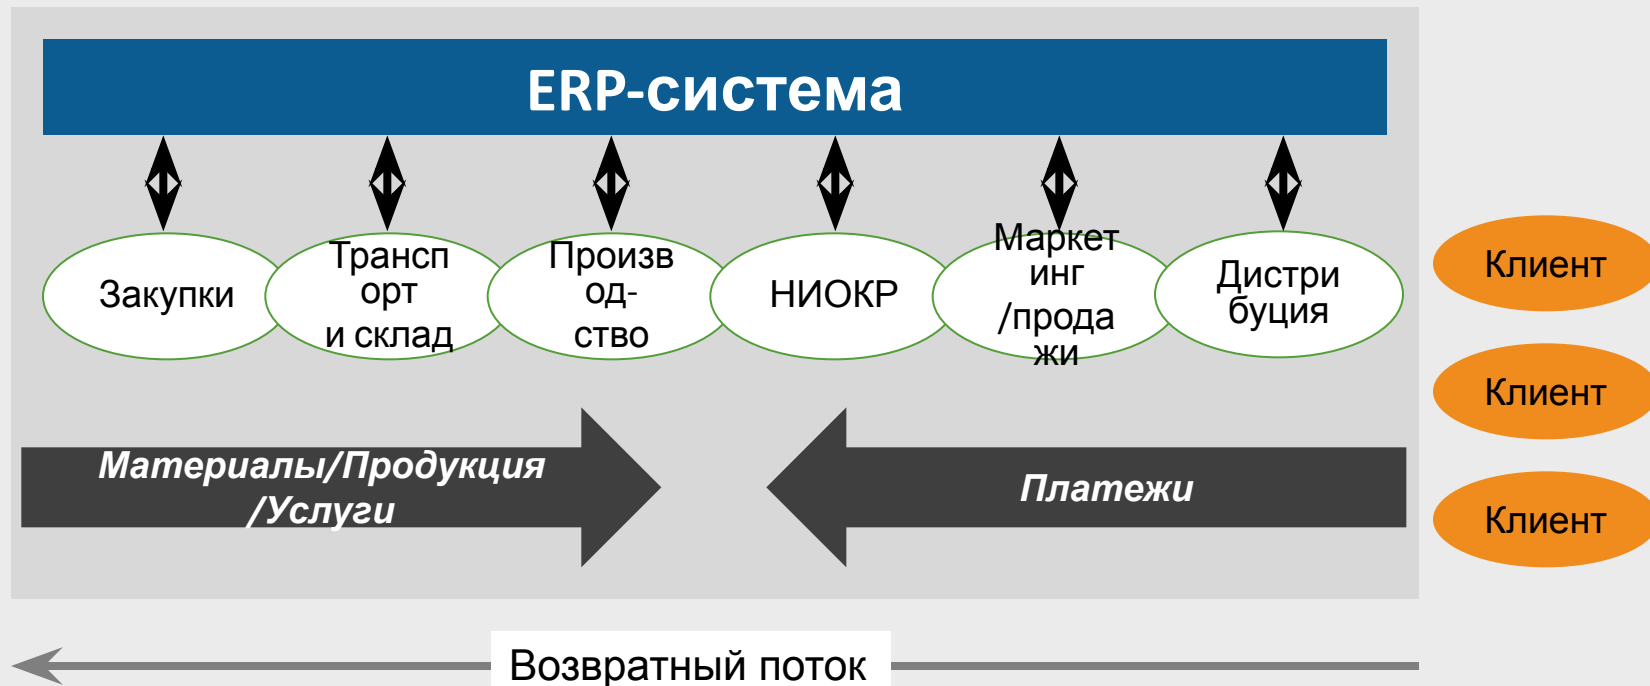 ERP-система
Закупки
Трансп
орт
и склад
Произв
од-
ство
НИОКР
Маркет
инг
/прода
жи
Дистри
буция
Клиент
Клиент
Клиент
Материалы/Продукция
/Услуги
Платежи
Возвратный поток